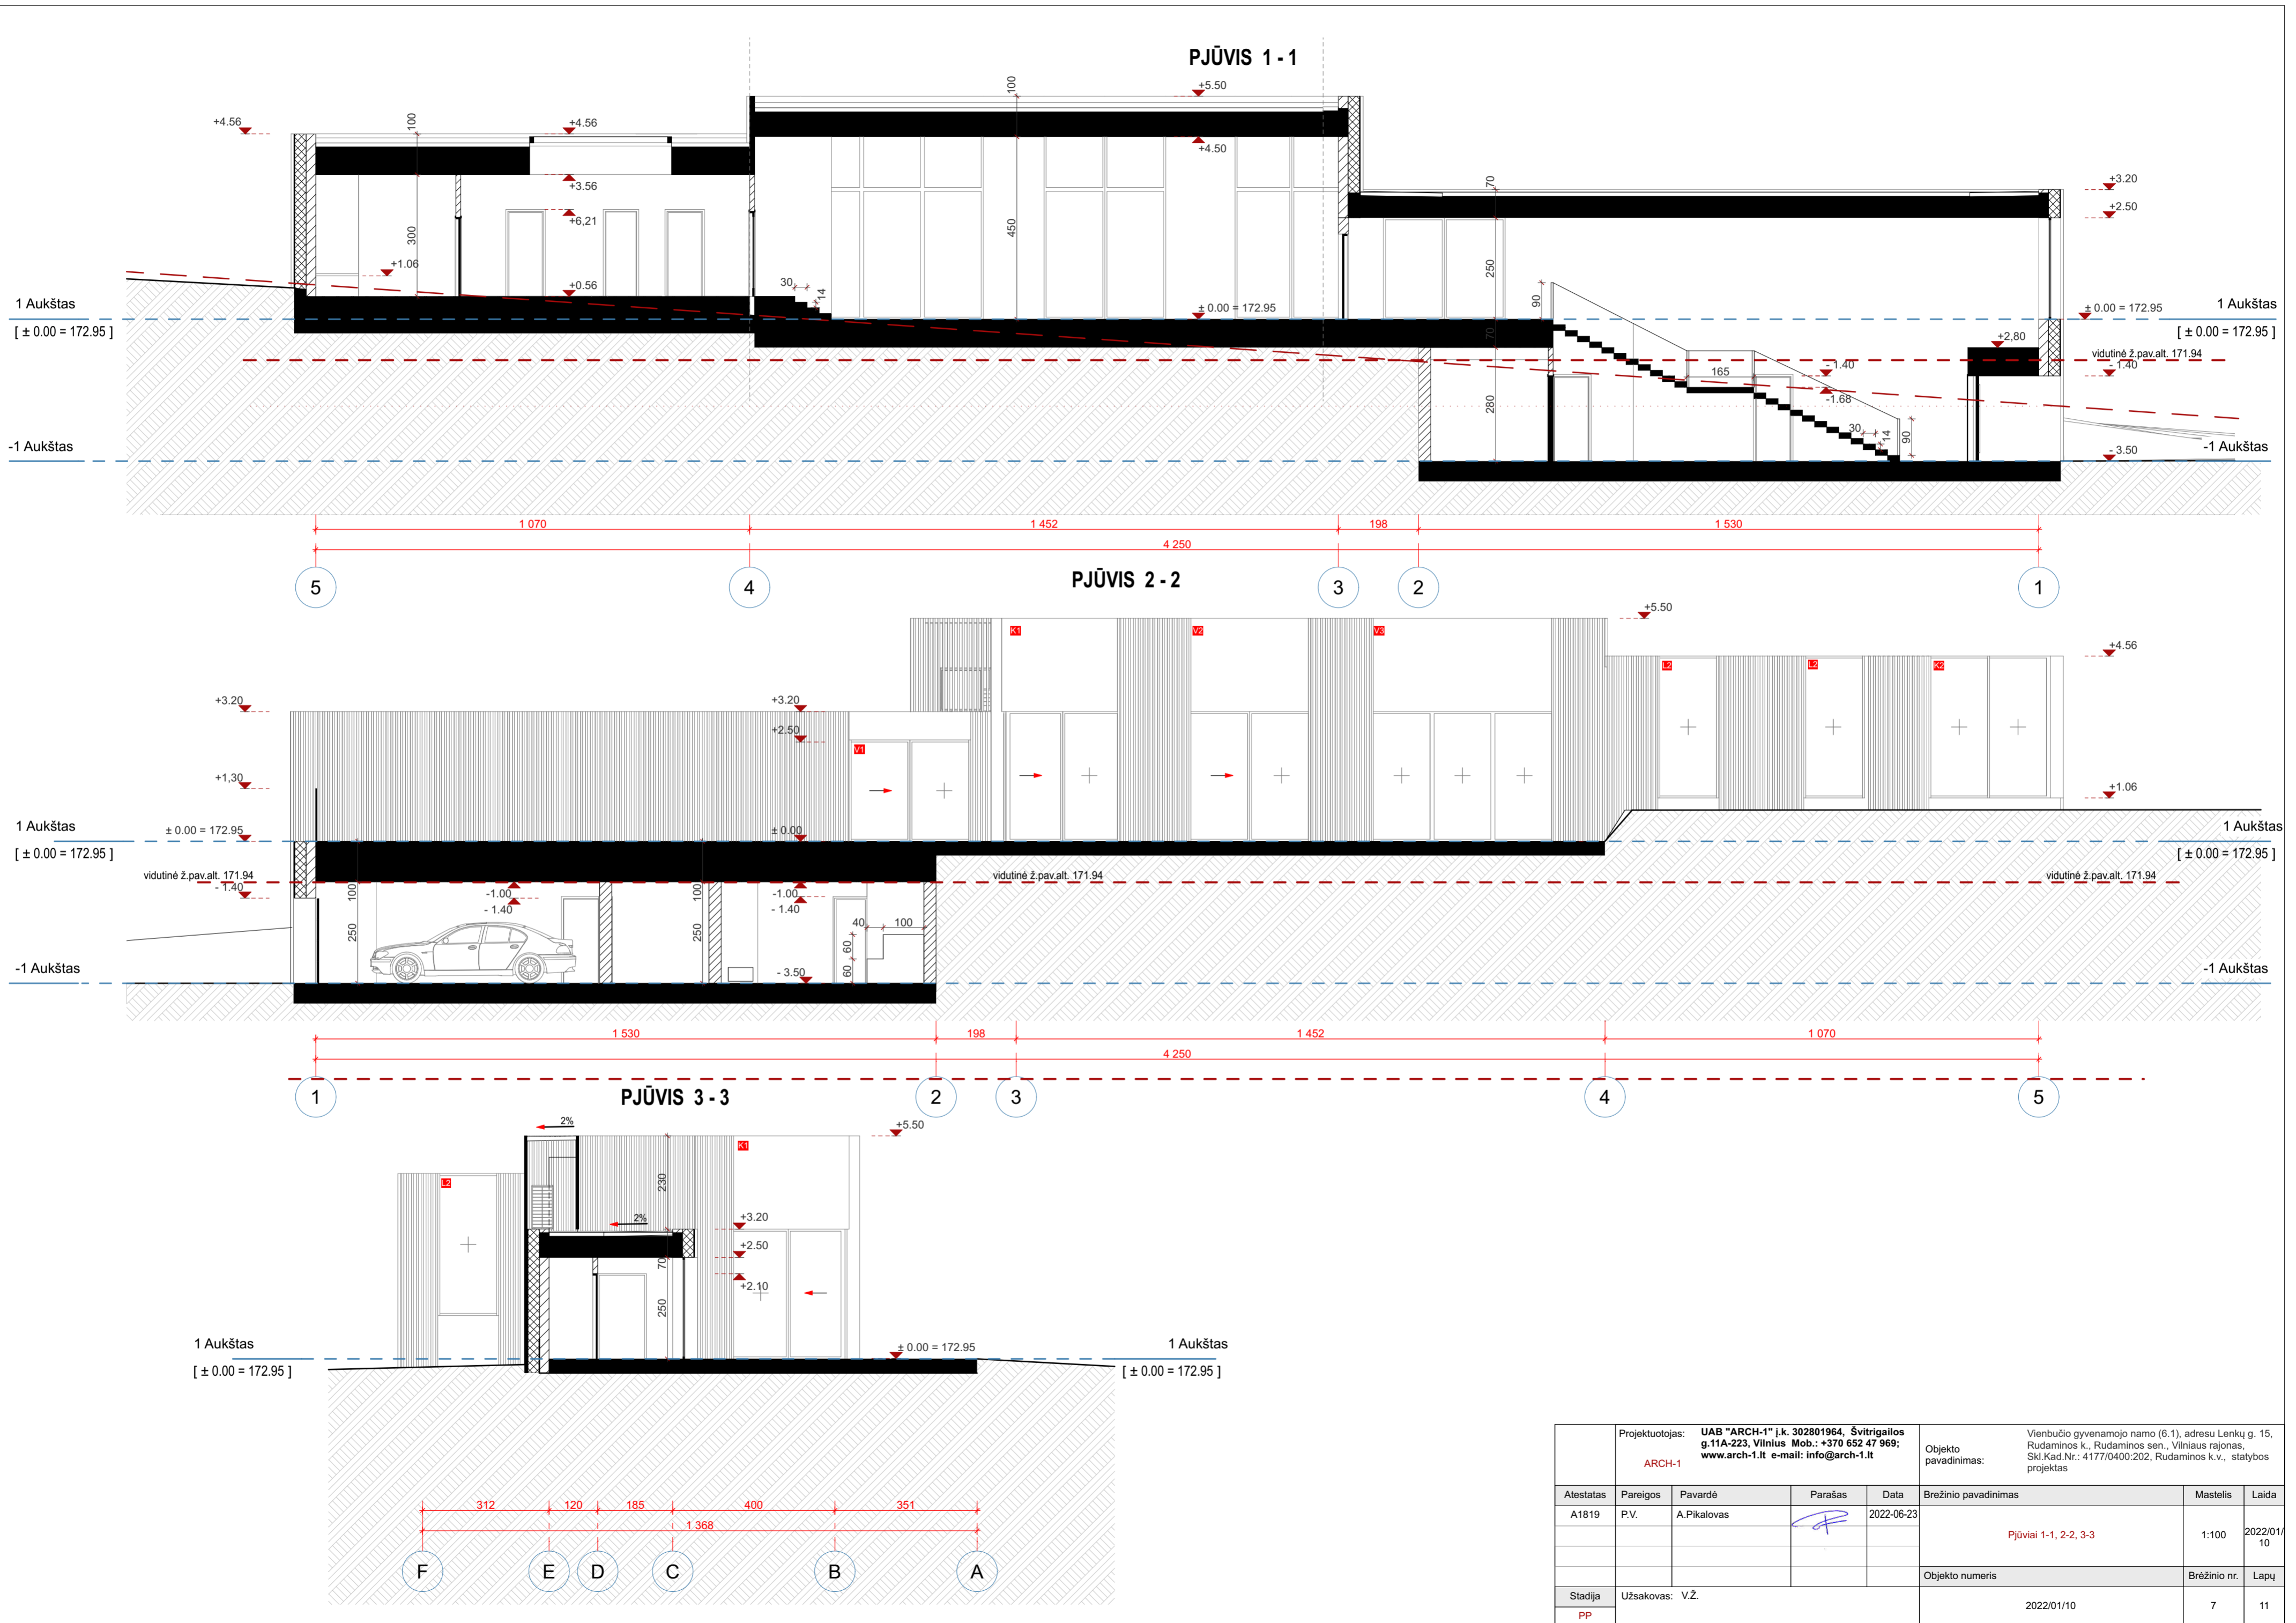 PJŪVIS 1 - 1
+5.50
100
+4.56
100
+4.56
+4.50
+3.56
+6,21
300
450
+1.06
+0.56
30
14
± 0.00 = 172.95
70
+3.20
+2.50
250
90
1 Aukštas
[ ± 0.00 = 172.95 ]
± 0.00 = 172.95
1 Aukštas
[ ± 0.00 = 172.95 ]
70
+2,80
vidutinė ž.pav.alt. 171.94
- 1.40
165
- 1.40
-1.68
280
30
14
90
-1 Aukštas
- 3.50
-1 Aukštas
1 070
1 452
198
1 530
4 250
5
4
3
2
1
PJŪVIS 2 - 2
+5.50
K1
V2
V3
+4.56
L2
L2
K2
+3.20
+3.20
+2.50
V1
+1,30
+1.06
1 Aukštas
± 0.00 = 172.95
± 0.00
1 Aukštas
[ ± 0.00 = 172.95 ]
[ ± 0.00 = 172.95 ]
vidutinė ž.pav.alt. 171.94
- 1.40
vidutinė ž.pav.alt. 171.94
vidutinė ž.pav.alt. 171.94
100
-1.00
- 1.40
100
-1.00
- 1.40
250
250
40
100
60
60
- 3.50
-1 Aukštas
-1 Aukštas
1 530
198
1 452
1 070
4 250
1
2
3
4
5
PJŪVIS 3 - 3
2%
+5.50
K1
L2
230
2%
+3.20
+2.50
70
+2.10
250
1 Aukštas
± 0.00 = 172.95
1 Aukštas
[ ± 0.00 = 172.95 ]
[ ± 0.00 = 172.95 ]
312
120
185
400
351
1 368
F
E
D
C
B
A
Projektuotojas:
ARCH-1
UAB "ARCH-1" į.k. 302801964, Švitrigailos
g.11A-223, Vilnius Mob.: +370 652 47 969;
www.arch-1.lt e-mail: info@arch-1.lt
Objekto
pavadinimas:
Vienbučio gyvenamojo namo (6.1), adresu Lenkų g. 15,
Rudaminos k., Rudaminos sen., Vilniaus rajonas,
Skl.Kad.Nr.: 4177/0400:202, Rudaminos k.v., statybos
projektas
Atestatas
Pareigos
Pavardė
Parašas
Data
Brežinio pavadinimas
Mastelis
Laida
A1819
P.V.
A.Pikalovas
2022-06-23
Pjūviai 1-1, 2-2, 3-3
1:100
2022/01/
10
Objekto numeris
Brėžinio nr.
Lapų
Stadija
Užsakovas: V.Ž.
PP
2022/01/10
7
11